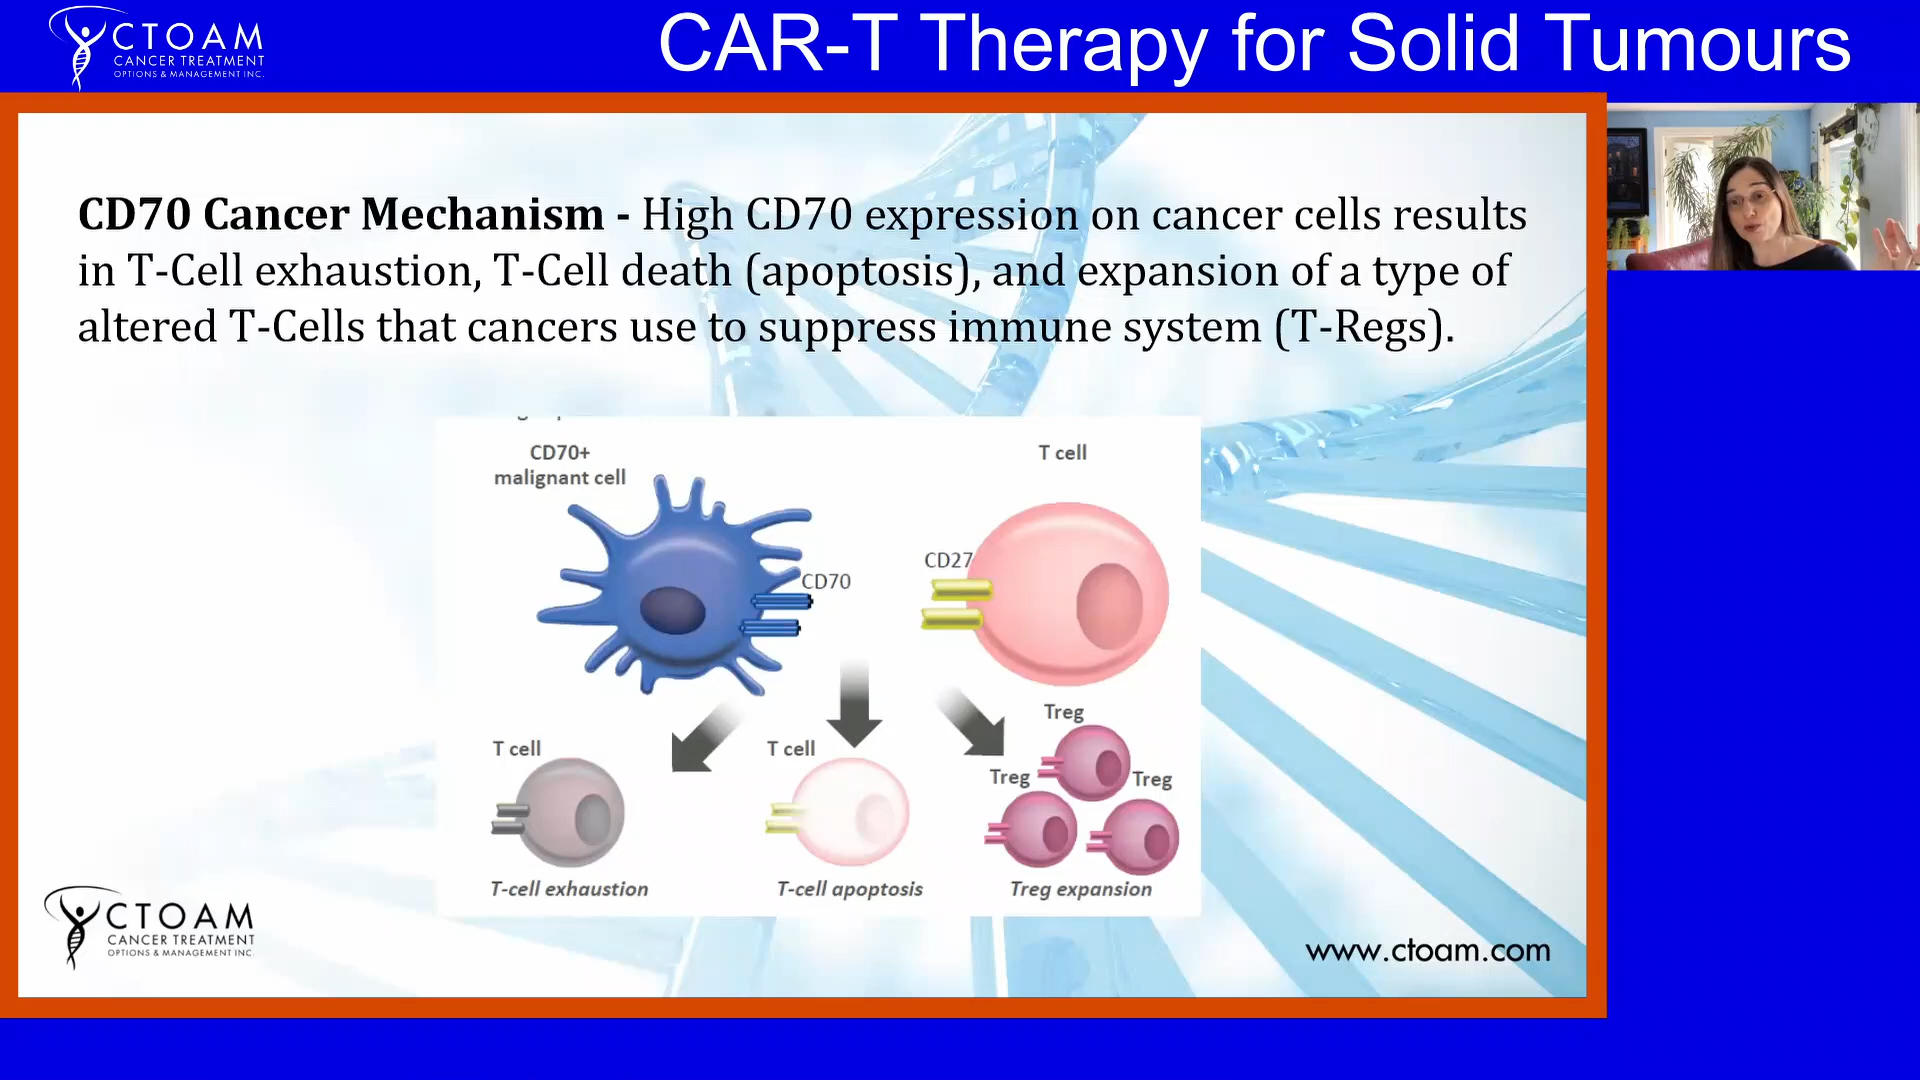 CTOAM
CANCER TREATMENT
OPTIONS & MANAGEMENT INC.
CAR-T Therapy for Solid Tumours
CD70 Cancer Mechanism - High CD70 expression on cancer cells results
in T-Cell exhaustion, T-Cell death (apoptosis), and expansion of a type of
altered T-Cells that cancers use to suppress immune system (T-Regs).
CD70+
malignant cell
T cell
CD70
CD27
T cell
T cell
Treg
Treg
Treg
T-cell exhaustion
T-cell apoptosis
Treg expansion
CTOAM
CANCER TREATMENT
OPTIONS & MANAGEMENT INC.
www.ctoam.com